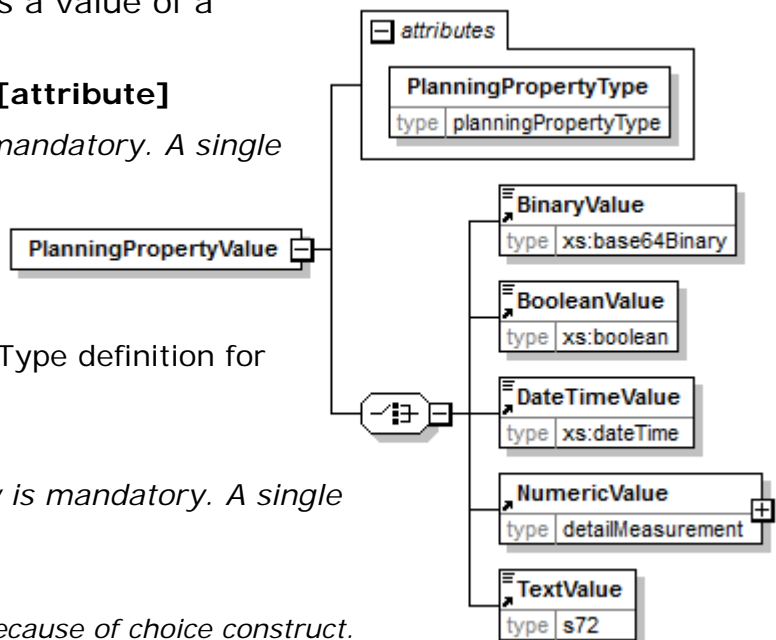 s a value of a
[attribute]
mandatory. A single
Type definition for
y is mandatory. A single
ecause of choice construct.
attributes
PlanningPropertyType
type planningPropertyType
PlanningPropertyValue
BinaryValue
type xs:base64Binary
BooleanValue
type xs:boolean
DateTimeValue
type xs:dateTime
NumericValue
type detailMeasurement
TextValue
type s72